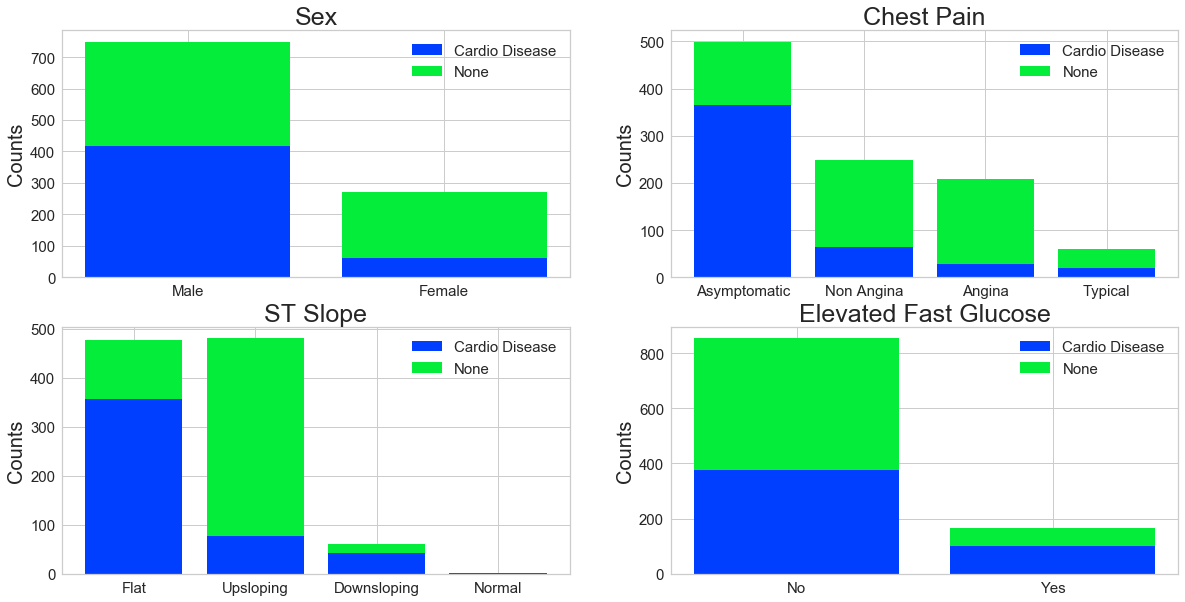 Sex
Counts
700
600
500
400
300
200
100
0
Cardio Disease
None
Male Female
Chest Pain
Counts
500
400
300
200
100
0
Cardio Disease
None
Asymptomatic Non Angina Angina Typical
ST Slope
Counts
500
400
300
200
100
0
Cardio Disease
None
Flat Upsloping Downsloping Normal
Elevated Fast Glucose
Counts
800
600
400
200
0
Cardio Disease
None
No Yes